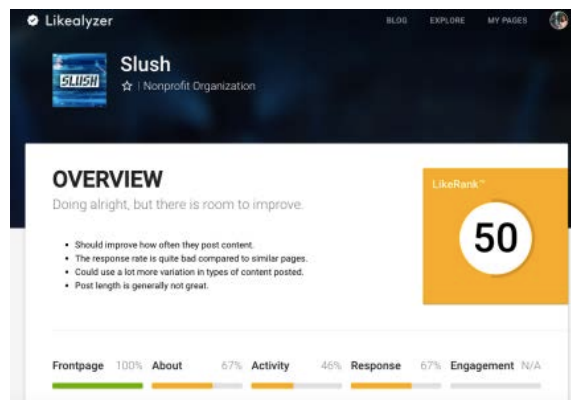 Likealyzer
BLOG EXPLORE MY PAGES
SLUSH
Slush
Nonprofit Organization
OVERVIEW
Doing alright, but there is room to improve.
LikeRank™
50
• Should improve how often they post content.
• The response rate is quite bad compared to similar pages.
• Could use a lot more variation in types of content posted.
• Post length is generally not great.
Frontpage 100% About 67% Activity 46% Response 67% Engagement N/A